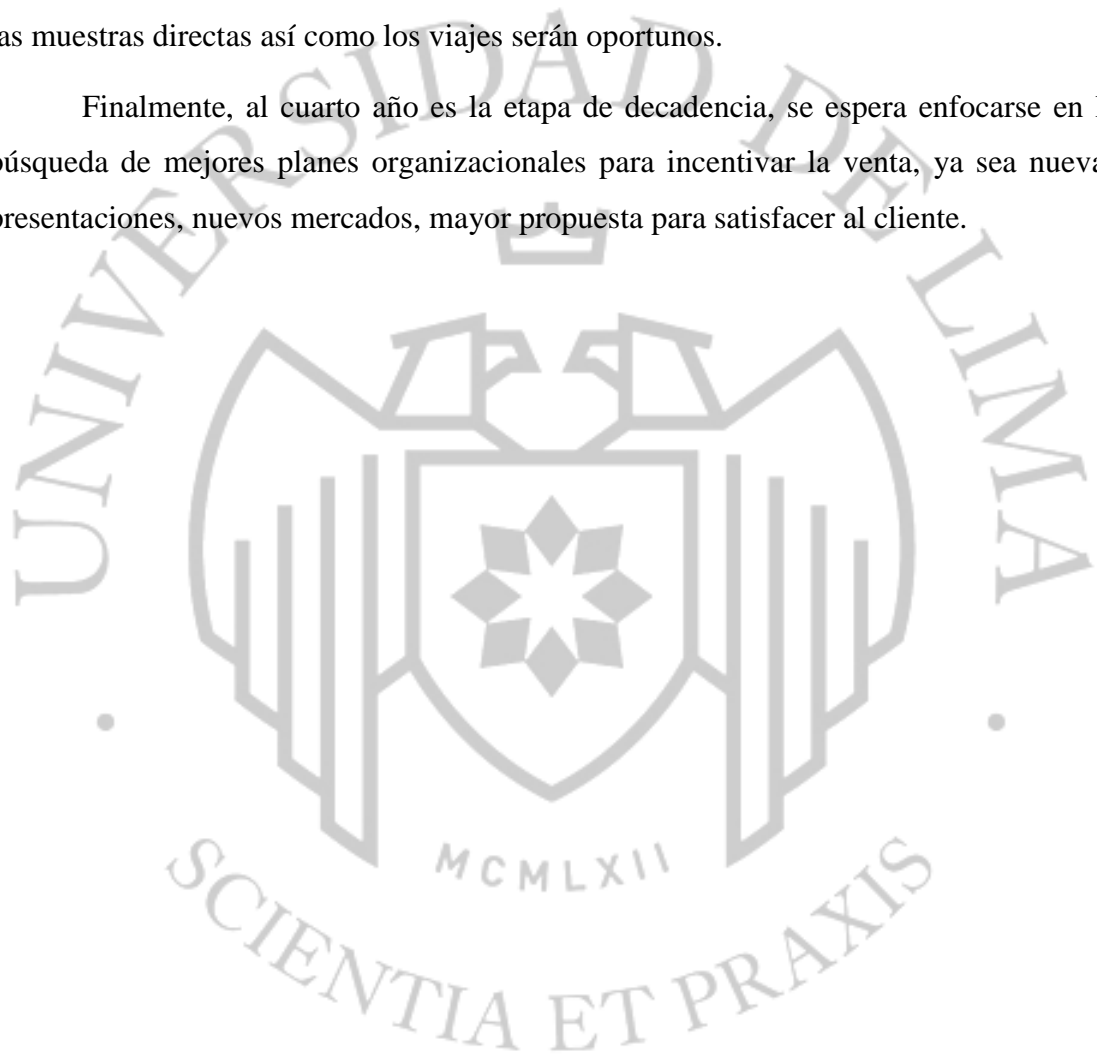 as muestras directas así como los viajes serán oportunos.
Finalmente, al cuarto año es la etapa de decadencia, se espera enfocarse en
búsqueda de mejores planes organizacionales para incentivar la venta, ya sea nueva
presentaciones, nuevos mercados, mayor propuesta para satisfacer al cliente.
UNIVERSIDAD DE LIMA
MCMLXII
SCIENTIA ET PRAXIS